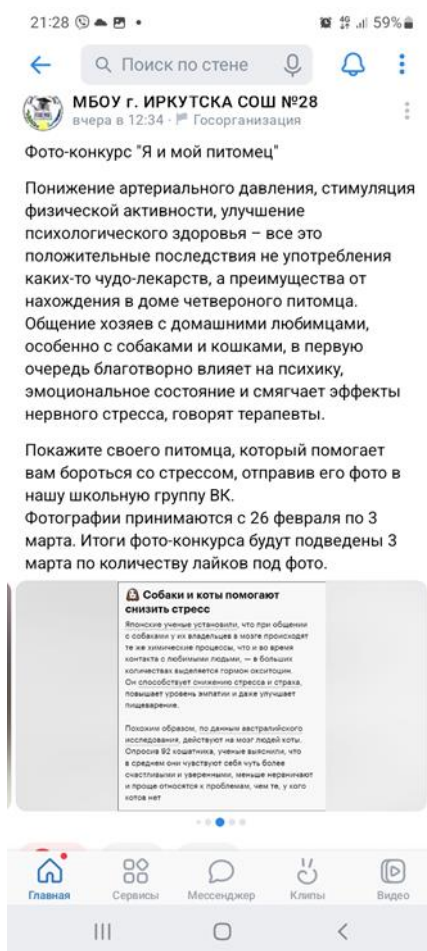 21:28
59%
Поиск по стене
МБОУ г. ИРКУТСКА СОШ №28
вчера в 12:34 · Госорганизация
Фото-конкурс "Я и мой питомец"
Понижение артериального давления, стимуляция
физической активности, улучшение
психологического здоровья – все это
положительные последствия не употребления
каких-то чудо-лекарств, а преимущества от
нахождения в доме четвероного питомца.
Общение хозяев с домашними любимцами,
особенно с собаками и кошками, в первую
очередь благотворно влияет на психику,
эмоциональное состояние и смягчает эффекты
нервного стресса, говорят терапевты.
Покажите своего питомца, который помогает
вам бороться со стрессом, отправив его фото в
нашу школьную группу ВК.
Фотографии принимаются с 26 февраля по 3
марта. Итоги фото-конкурса будут подведены 3
марта по количеству лайков под фото.
Собаки и коты помогают
снизить стресс
Японские ученые установили, что при общении
с собаками у их владельцев в мозге происходят
те же химические процессы, что и во время
контакта с любимыми людьми, — в больших
количествах выделяется гормон окситоцин.
Он способствует снижению стресса и страха,
повышает уровень эмпатии и даже улучшает
пищеварение.
Похожим образом, по данным австралийского
исследования, действуют на мозг людей коты.
Опросив 92 кошатника, ученые выяснили, что
в среднем они чувствуют себя чуть более
счастливыми и уверенными, меньше нервничают
и проще относятся к проблемам, чем те, у кого
котов нет
Главная
Сервисы
Мессенджер
Клипы
Видео